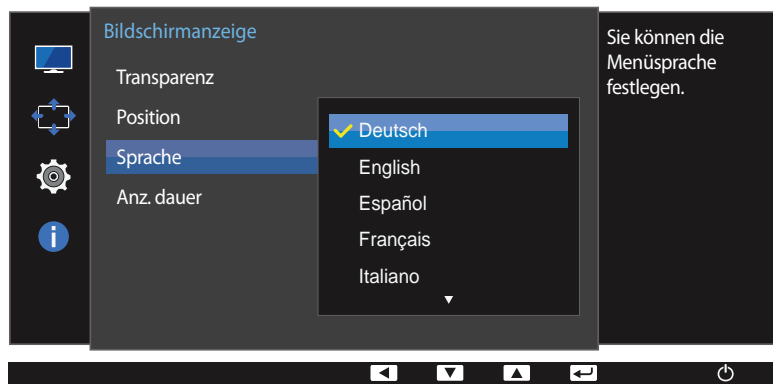 Bildschirmanzeige
Transparenz
Position
Sprache
Anz. dauer
Deutsch
English
Español
Français
Italiano
Sie können die
Menüsprache
festlegen.